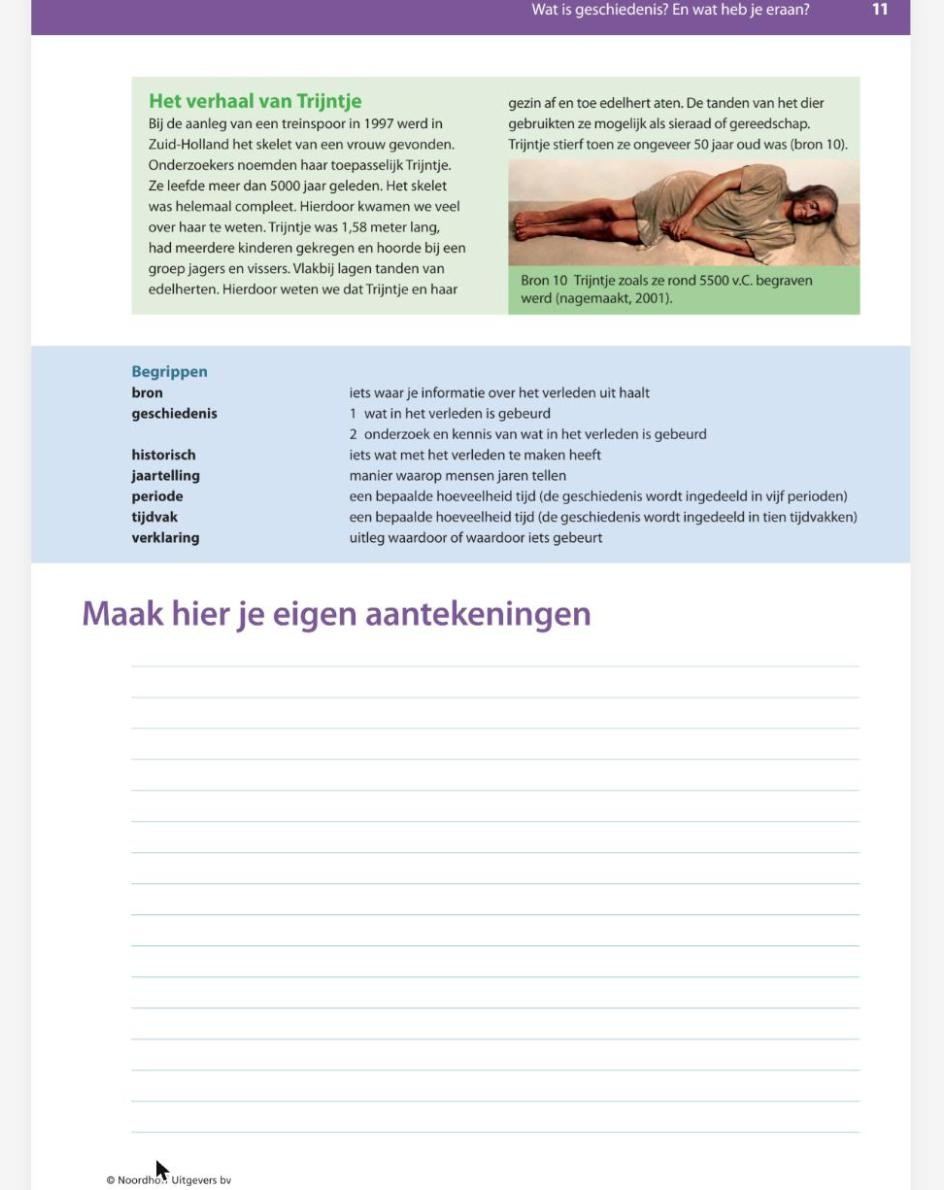 Wat is geschiedenis? En wat heb je eraan? 11
Het verhaal van Trijntje
Bij de aanleg van een treinspoor in 1997 werd in
Zuid-Holland het skelet van een vrouw gevonden.
Onderzoekers noemden haar toepasselijk Trijntje.
Ze leefde meer dan 5000 jaar geleden. Het skelet
was helemaal compleet. Hierdoor kwamen we veel
over haar te weten. Trijntje was 1,58 meter lang,
had meerdere kinderen gekregen en hoorde bij een
groep jagers en vissers. Vlakbij lagen tanden van
edelherten. Hierdoor weten we dat Trijntje en haar
gezin af en toe edelhert aten. De tanden van het dier
gebruikten ze mogelijk als sieraad of gereedschap.
Trijntje stierf toen ze ongeveer 50 jaar oud was (bron 10).
Bron 10 Trijntje zoals ze rond 5500 v.C. begraven
werd (nagemaakt, 2001).
Begrippen
bron iets waar je informatie over het verleden uit haalt
geschiedenis 1 wat in het verleden is gebeurd
2 onderzoek en kennis van wat in het verleden is gebeurd
historisch iets wat met het verleden te maken heeft
jaartelling manier waarop mensen jaren tellen
periode een bepaalde hoeveelheid tijd (de geschiedenis wordt ingedeeld in vijf perioden)
tijdvak een bepaalde hoeveelheid tijd (de geschiedenis wordt ingedeeld in tien tijdvakken)
verklaring uitleg waardoor of waardoor iets gebeurt
Maak hier je eigen aantekeningen
© Uitgevers bv